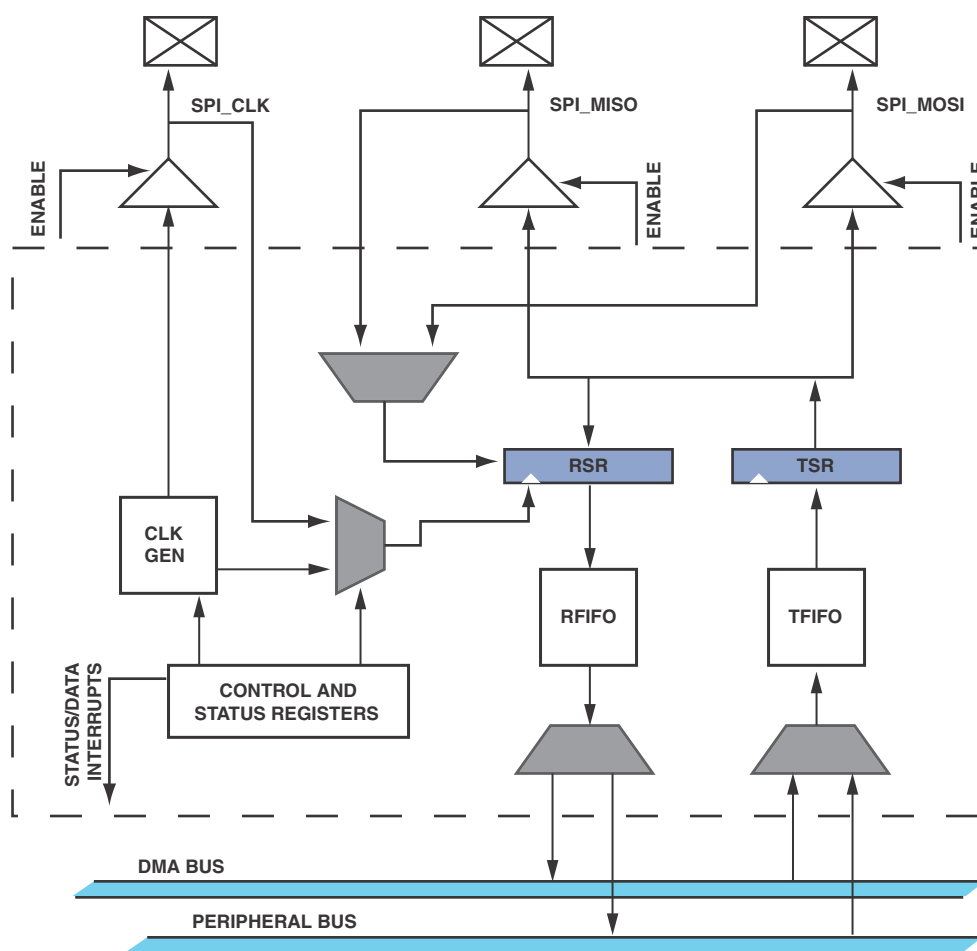 SPI_CLK
SPI_MISO
SPI_MOSI
ENABLE
ENABLE
ENABLE
RSR
TSR
CLK
GEN
RFIFO
TFIFO
CONTROL AND
STATUS REGISTERS
STATUS/DATA
INTERRUPTS
DMA BUS
PERIPHERAL BUS